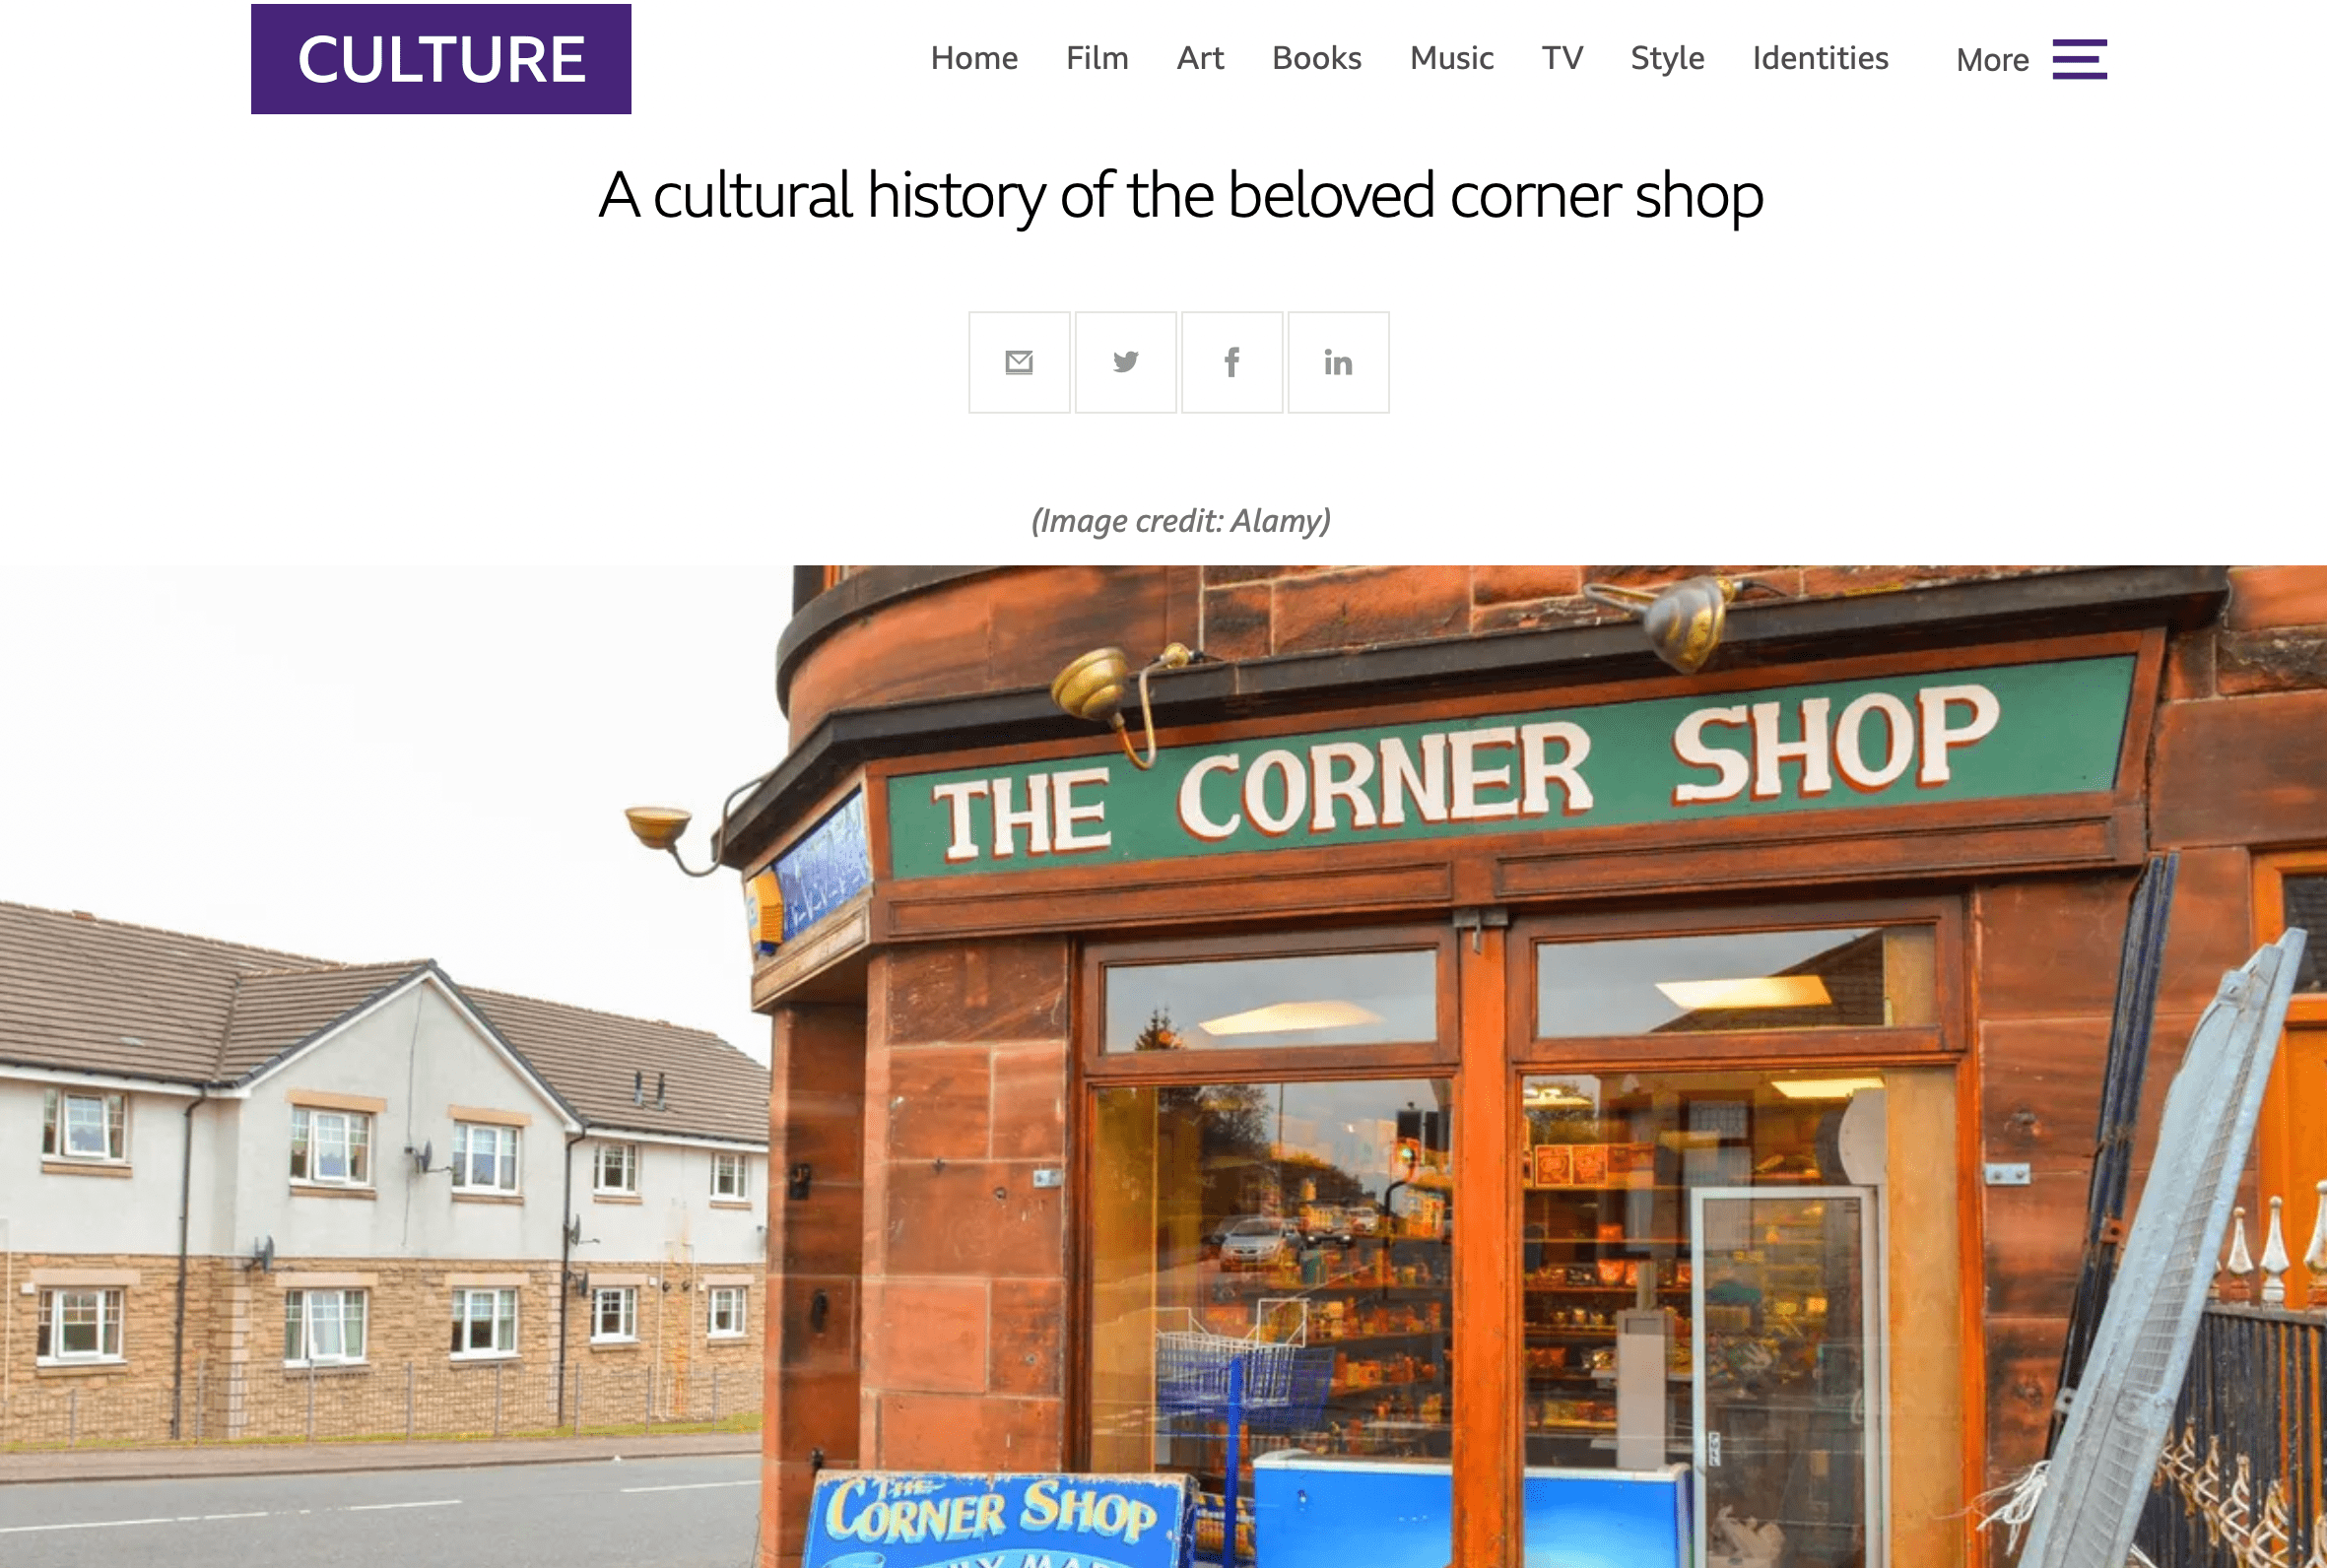 CULTURE
Home Film Art Books Music TV Style Identities More
A cultural history of the beloved corner shop
(Image credit: Alamy)
THE CORNER SHOP
THE
CORNER SHOP